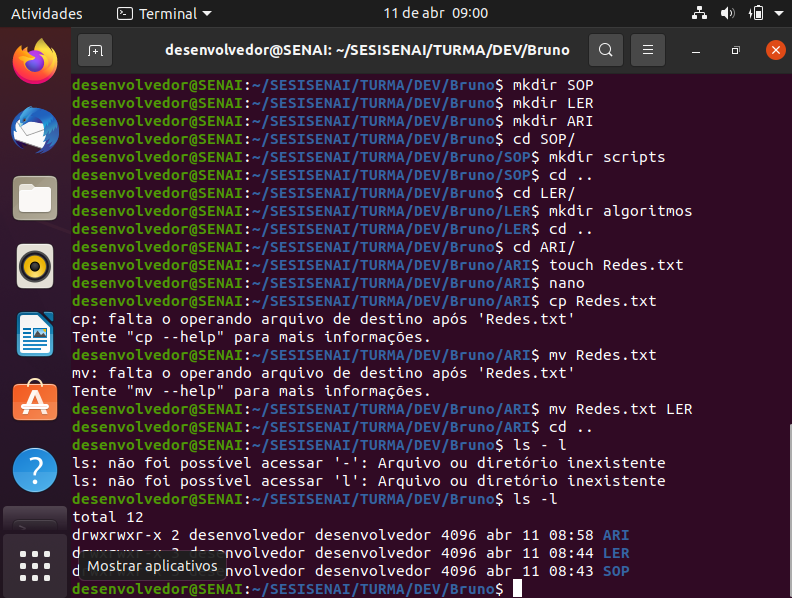 Atividades
Terminal
11 de abr 09:00
desenvolvedor@SENAI: ~/SESISENAI/TURMA/DEV/Bruno
desenvolvedor@SENAI:~/SESISENAI/TURMA/DEV/Bruno$ mkdir SOP
desenvolvedor@SENAI:~/SESISENAI/TURMA/DEV/Bruno$ mkdir LER
desenvolvedor@SENAI:~/SESISENAI/TURMA/DEV/Bruno$ mkdir ARI
desenvolvedor@SENAI:~/SESISENAI/TURMA/DEV/Bruno$ cd SOP/
desenvolvedor@SENAI:~/SESISENAI/TURMA/DEV/Bruno/SOP$ mkdir scripts
desenvolvedor@SENAI:~/SESISENAI/TURMA/DEV/Bruno/SOP$ cd ..
desenvolvedor@SENAI:~/SESISENAI/TURMA/DEV/Bruno$ cd LER/
desenvolvedor@SENAI:~/SESISENAI/TURMA/DEV/Bruno/LER$ mkdir algoritmos
desenvolvedor@SENAI:~/SESISENAI/TURMA/DEV/Bruno/LER$ cd ..
desenvolvedor@SENAI:~/SESISENAI/TURMA/DEV/Bruno$ cd ARI/
desenvolvedor@SENAI:~/SESISENAI/TURMA/DEV/Bruno/ARI$ touch Redes.txt
desenvolvedor@SENAI:~/SESISENAI/TURMA/DEV/Bruno/ARI$ nano
desenvolvedor@SENAI:~/SESISENAI/TURMA/DEV/Bruno/ARI$ cp Redes.txt
cp: falta o operando arquivo de destino após 'Redes.txt'
Tente "cp --help" para mais informações.
desenvolvedor@SENAI:~/SESISENAI/TURMA/DEV/Bruno/ARI$ mv Redes.txt
mv: falta o operando arquivo de destino após 'Redes.txt'
Tente "mv --help" para mais informações.
desenvolvedor@SENAI:~/SESISENAI/TURMA/DEV/Bruno/ARI$ mv Redes.txt LER
desenvolvedor@SENAI:~/SESISENAI/TURMA/DEV/Bruno/ARI$ cd ..
desenvolvedor@SENAI:~/SESISENAI/TURMA/DEV/Bruno$ ls - l
ls: não foi possível acessar '-': Arquivo ou diretório inexistente
ls: não foi possível acessar 'l': Arquivo ou diretório inexistente
desenvolvedor@SENAI:~/SESISENAI/TURMA/DEV/Bruno$ ls -l
total 12
drwxrwxr-x 2 desenvolvedor desenvolvedor 4096 abr 11 08:58 ARI
drwxrwxr-x 3 desenvolvedor desenvolvedor 4096 abr 11 08:44 LER
desenvolvedor 4096 abr 11 08:43 SOP
Mostrar aplicativos
desenvolvedor@SENAI:~/SESISENAI/TURMA/DEV/Bruno$